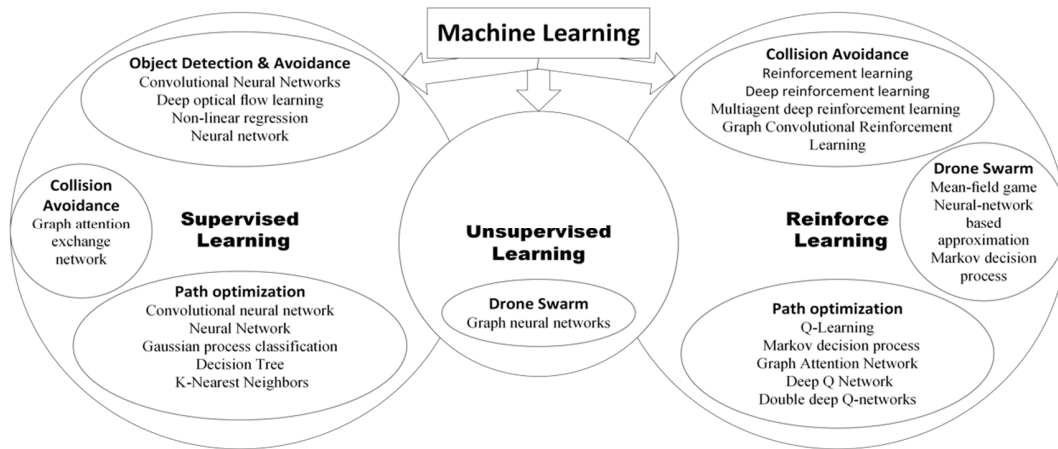 Machine Learning
Object Detection & Avoidance
Convolutional Neural Networks
Deep optical flow learning
Non-linear regression
Neural network
Collision
Avoidance
Graph attention
exchange
network
Supervised
Learning
Path optimization
Convolutional neural network
Neural Network
Gaussian process classification
Decision Tree
K-Nearest Neighbors
Unsupervised
Learning
Drone Swarm
Graph neural networks
Collision Avoidance
Reinforcement learning
Deep reinforcement learning
Multiagent deep reinforcement learning
Graph Convolutional Reinforcement
Learning
Drone Swarm
Mean-field game
Neural-network
based
approximation
Markov decision
process
Reinforce
Learning
Path optimization
Q-Learning
Markov decision process
Graph Attention Network
Deep Q Network
Double deep Q-networks